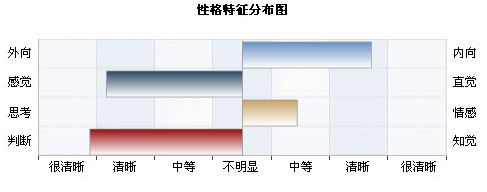 性格特征分布图
外向 内向
感觉 直觉
思考 情感
判断 知觉
很清晰 清晰 中等 不明显 中等 清晰 很清晰